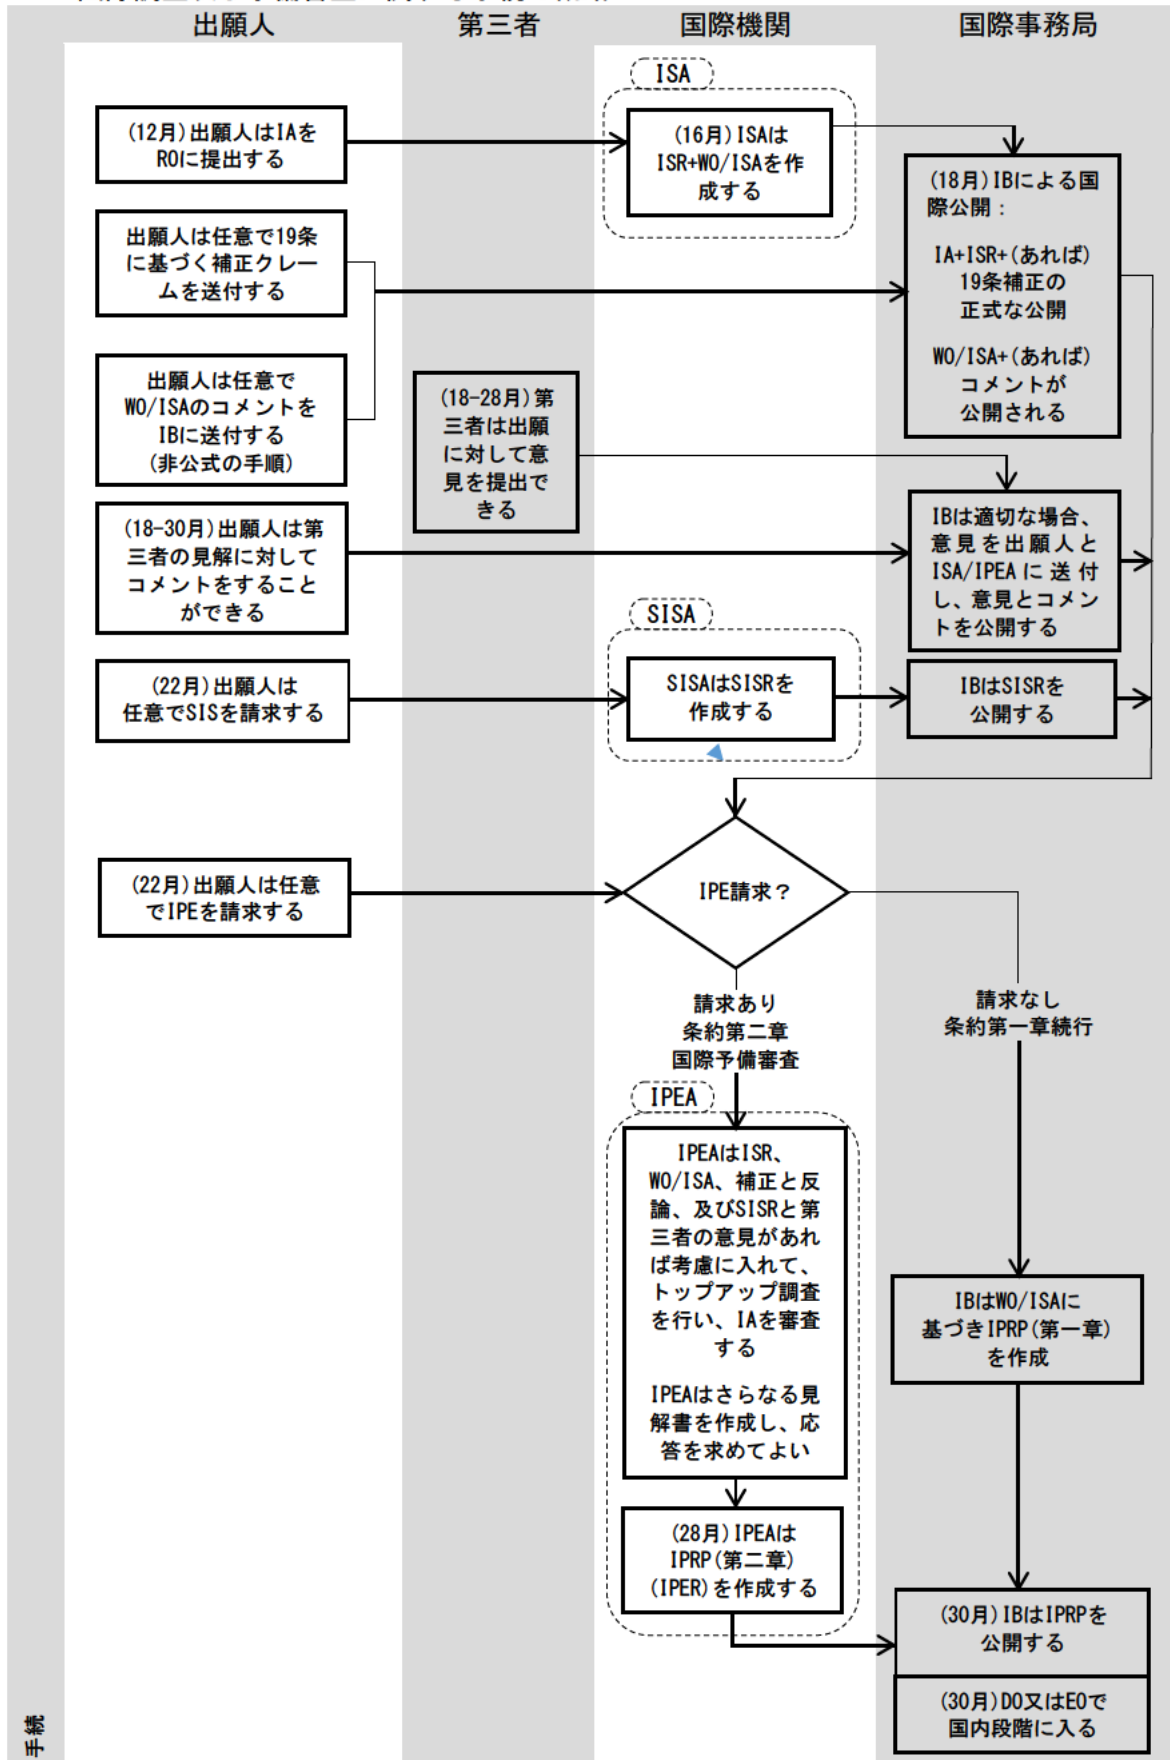 出願人
第三者
国際機関
国際事務局
ISA
(12月)出願人はIAを
ROに提出する
(16月)ISAは
ISR+WO/ISAを作
成する
(18月)IBによる国
際公開：
IA+ISR+(あれば)
19条補正の
正式な公開
WO/ISA+(あれば)
コメントが
公開される
出願人は任意で19条
に基づく補正クレー
ムを送付する
出願人は任意で
WO/ISAのコメントを
IBに送付する
(非公式の手順)
(18-28月)第
三者は出願
に対して意
見を提出で
きる
(18-30月)出願人は第
三者の見解に対して
コメントをすること
ができる
IBは適切な場合、
意見を出願人と
ISA/IPEAに送付
し、意見とコメン
トを公開する
SISA
(22月)出願人は
任意でSISを請求する
SISAはSISRを
作成する
IBはSISRを
公開する
(22月)出願人は任意
でIPEを請求する
IPE請求？
請求あり
条約第二章
国際予備審査
請求なし
条約第一章続行
IPEA
IPEAはISR、
WO/ISA、補正と反
論、及びSISRと第
三者の意見があれ
ば考慮に入れて、
トップアップ調査
を行い、IAを審査
する
IPEAはさらなる見
解書を作成し、応
答を求めてよい
IBはWO/ISAに
基づきIPRP(第一章)
を作成
(28月)IPEAは
IPRP(第二章)
(IPER)を作成する
(30月)IBはIPRPを
公開する
(30月)DO又はEOで
国内段階に入る
手続